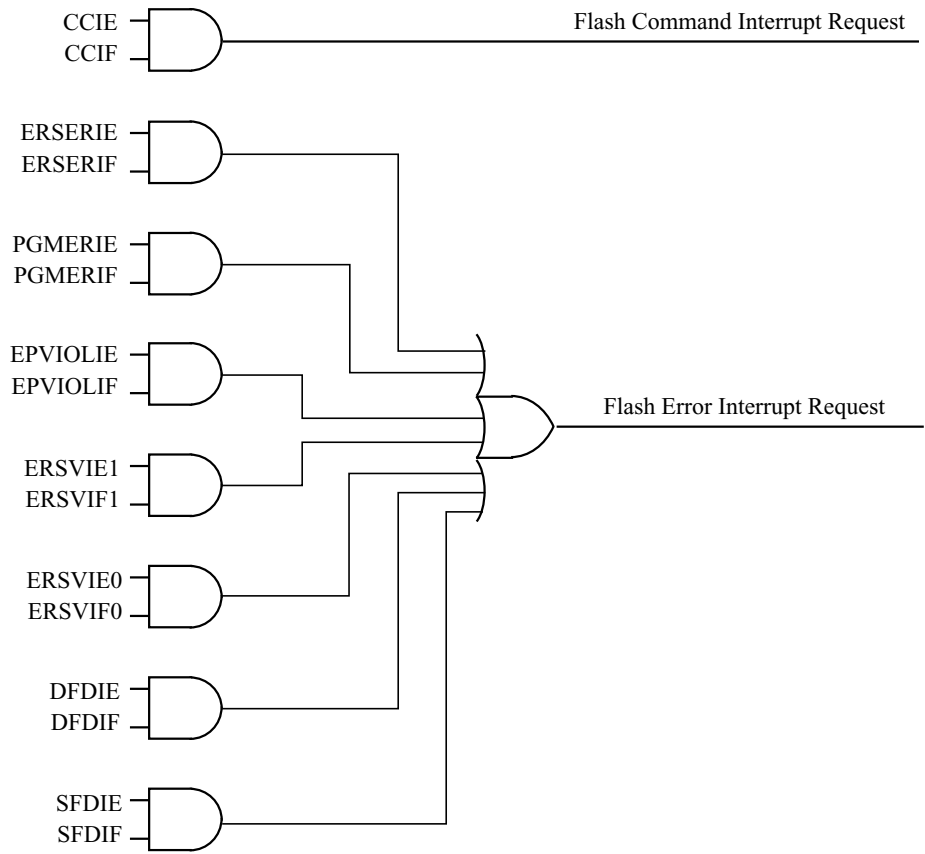 CCIE
CCIF
Flash Command Interrupt Request
ERSERIE
ERSERIF
PGMERIE
PGMERIF
EPVIOLIE
EPVIOLIF
Flash Error Interrupt Request
ERSVIE1
ERSVIF1
ERSVIE0
ERSVIF0
DFDIE
DFDIF
SFDIE
SFDIF